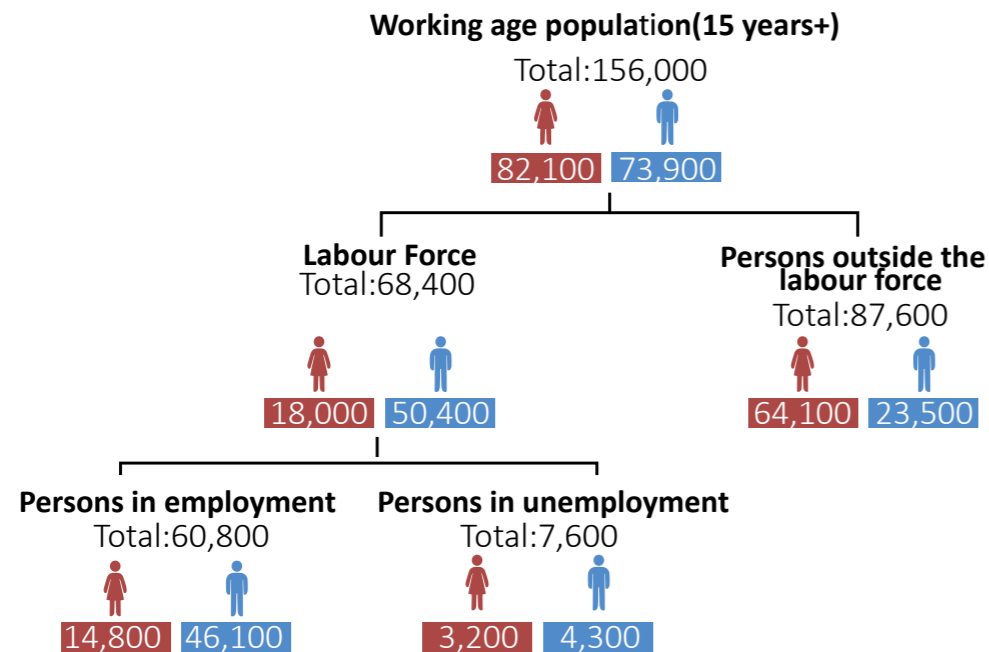 Working age population(15 years+)
Total:156,000
82,100 73,900
Labour Force
Total:68,400
18,000 50,400
Persons outside the
labour force
Total:87,600
64,100 23,500
Persons in employment
Total:60,800
14,800 46,100
Persons in unemployment
Total:7,600
3,200 4,300